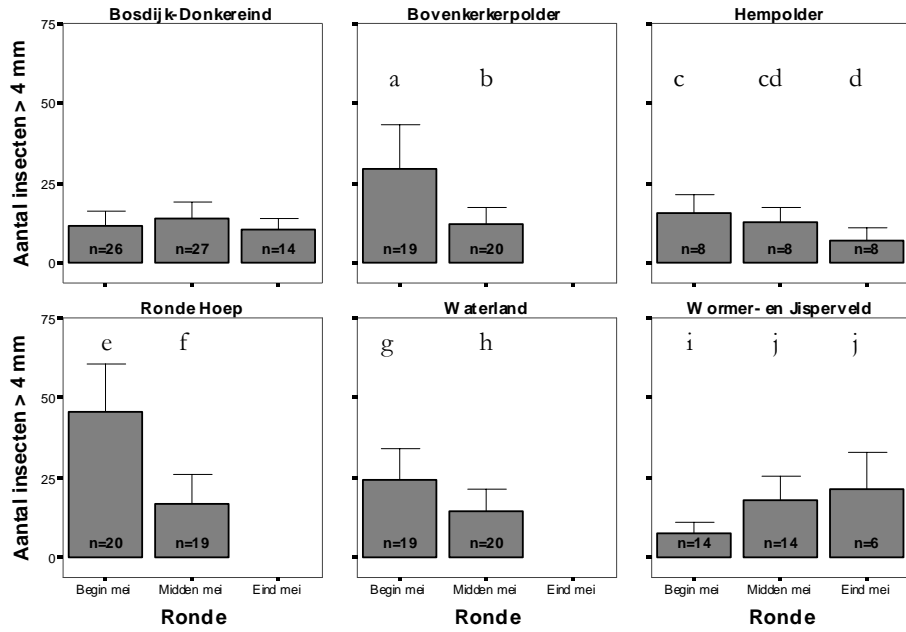 Bosdijk-Donkereind
Bovenkerkerpolder
Hempolder
Aantal insecten > 4 mm
75
50
25
0
n=26
n=27
n=14
a
b
n=19
n=20
c
cd
d
n=8
n=8
n=8
Ronde Hoep
Waterland
Wormer- en Jisperveld
Aantal insecten > 4 mm
75
50
25
0
e
f
n=20
n=19
g
h
n=19
n=20
i
j
j
n=14
n=14
n=6
Begin mei
Midden mei
Eind mei
Begin mei
Midden mei
Eind mei
Begin mei
Midden mei
Eind mei
Ronde
Ronde
Ronde